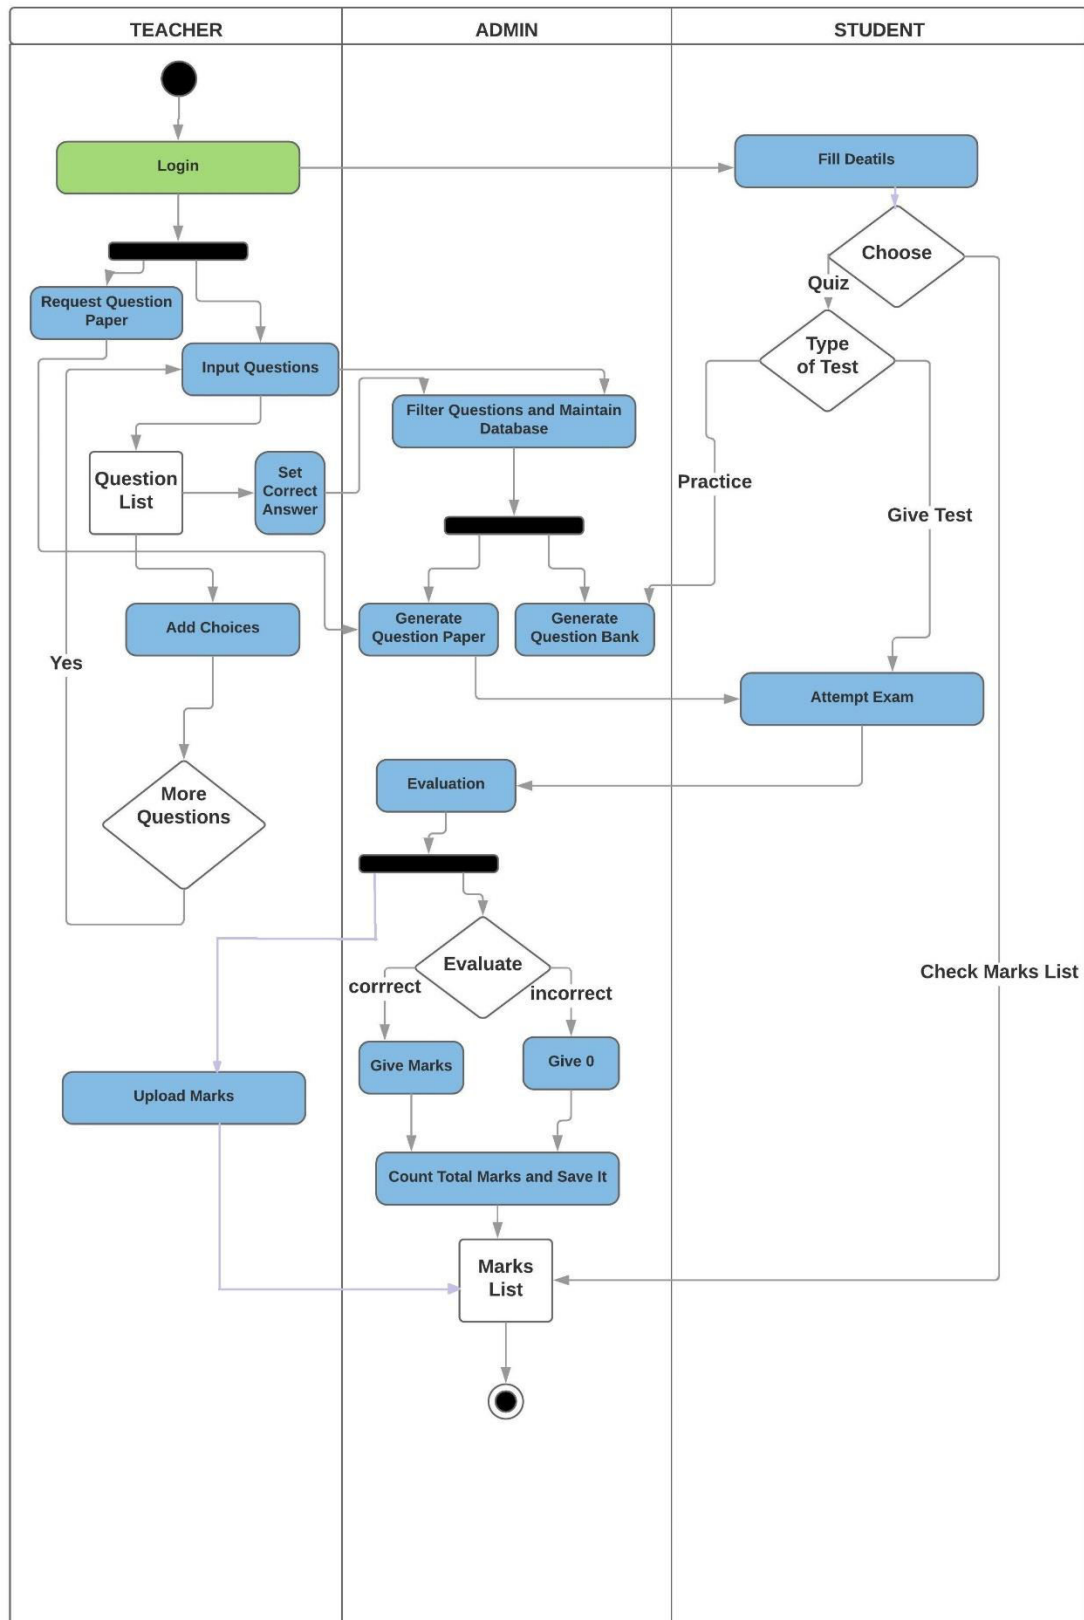 TEACHER
ADMIN
STUDENT
Login
Fill Deatils
Choose
Quiz
Request Question
Paper
Type
of Test
Input Questions
Filter Questions and Maintain
Database
Question
List
Set
Correct
Answer
Practice
Give Test
Generate
Question Paper
Generate
Question Bank
Add Choices
Yes
Attempt Exam
More
Questions
Evaluation
Evaluate
corrrect
incorrect
Check Marks List
Give Marks
Give 0
Upload Marks
Count Total Marks and Save It
Marks
List